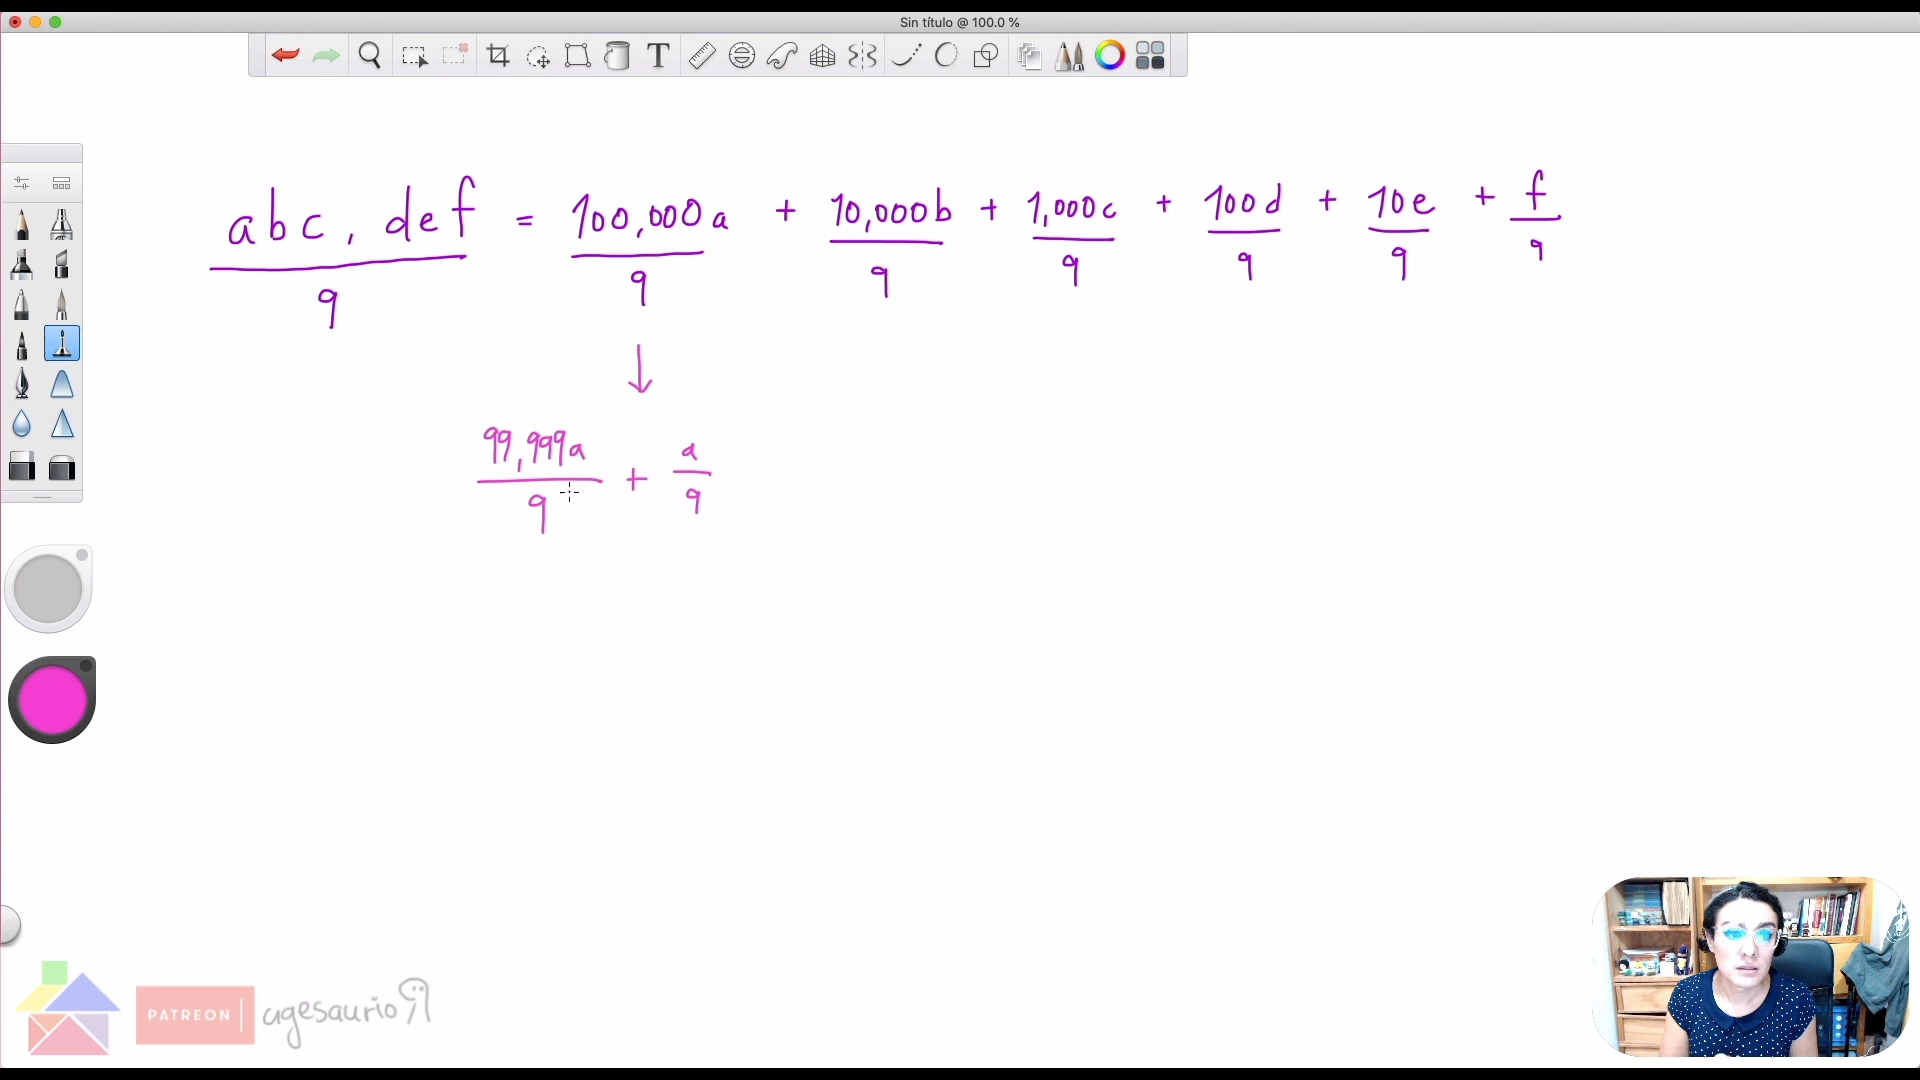 Sin título @ 100.0 %
T
abc, def = 100,000a + 10,000b + 1,000c + 100d + 10e + f
9 9 9 9 9 9 9
99,999a + a
9 9
PATREON agesaurio